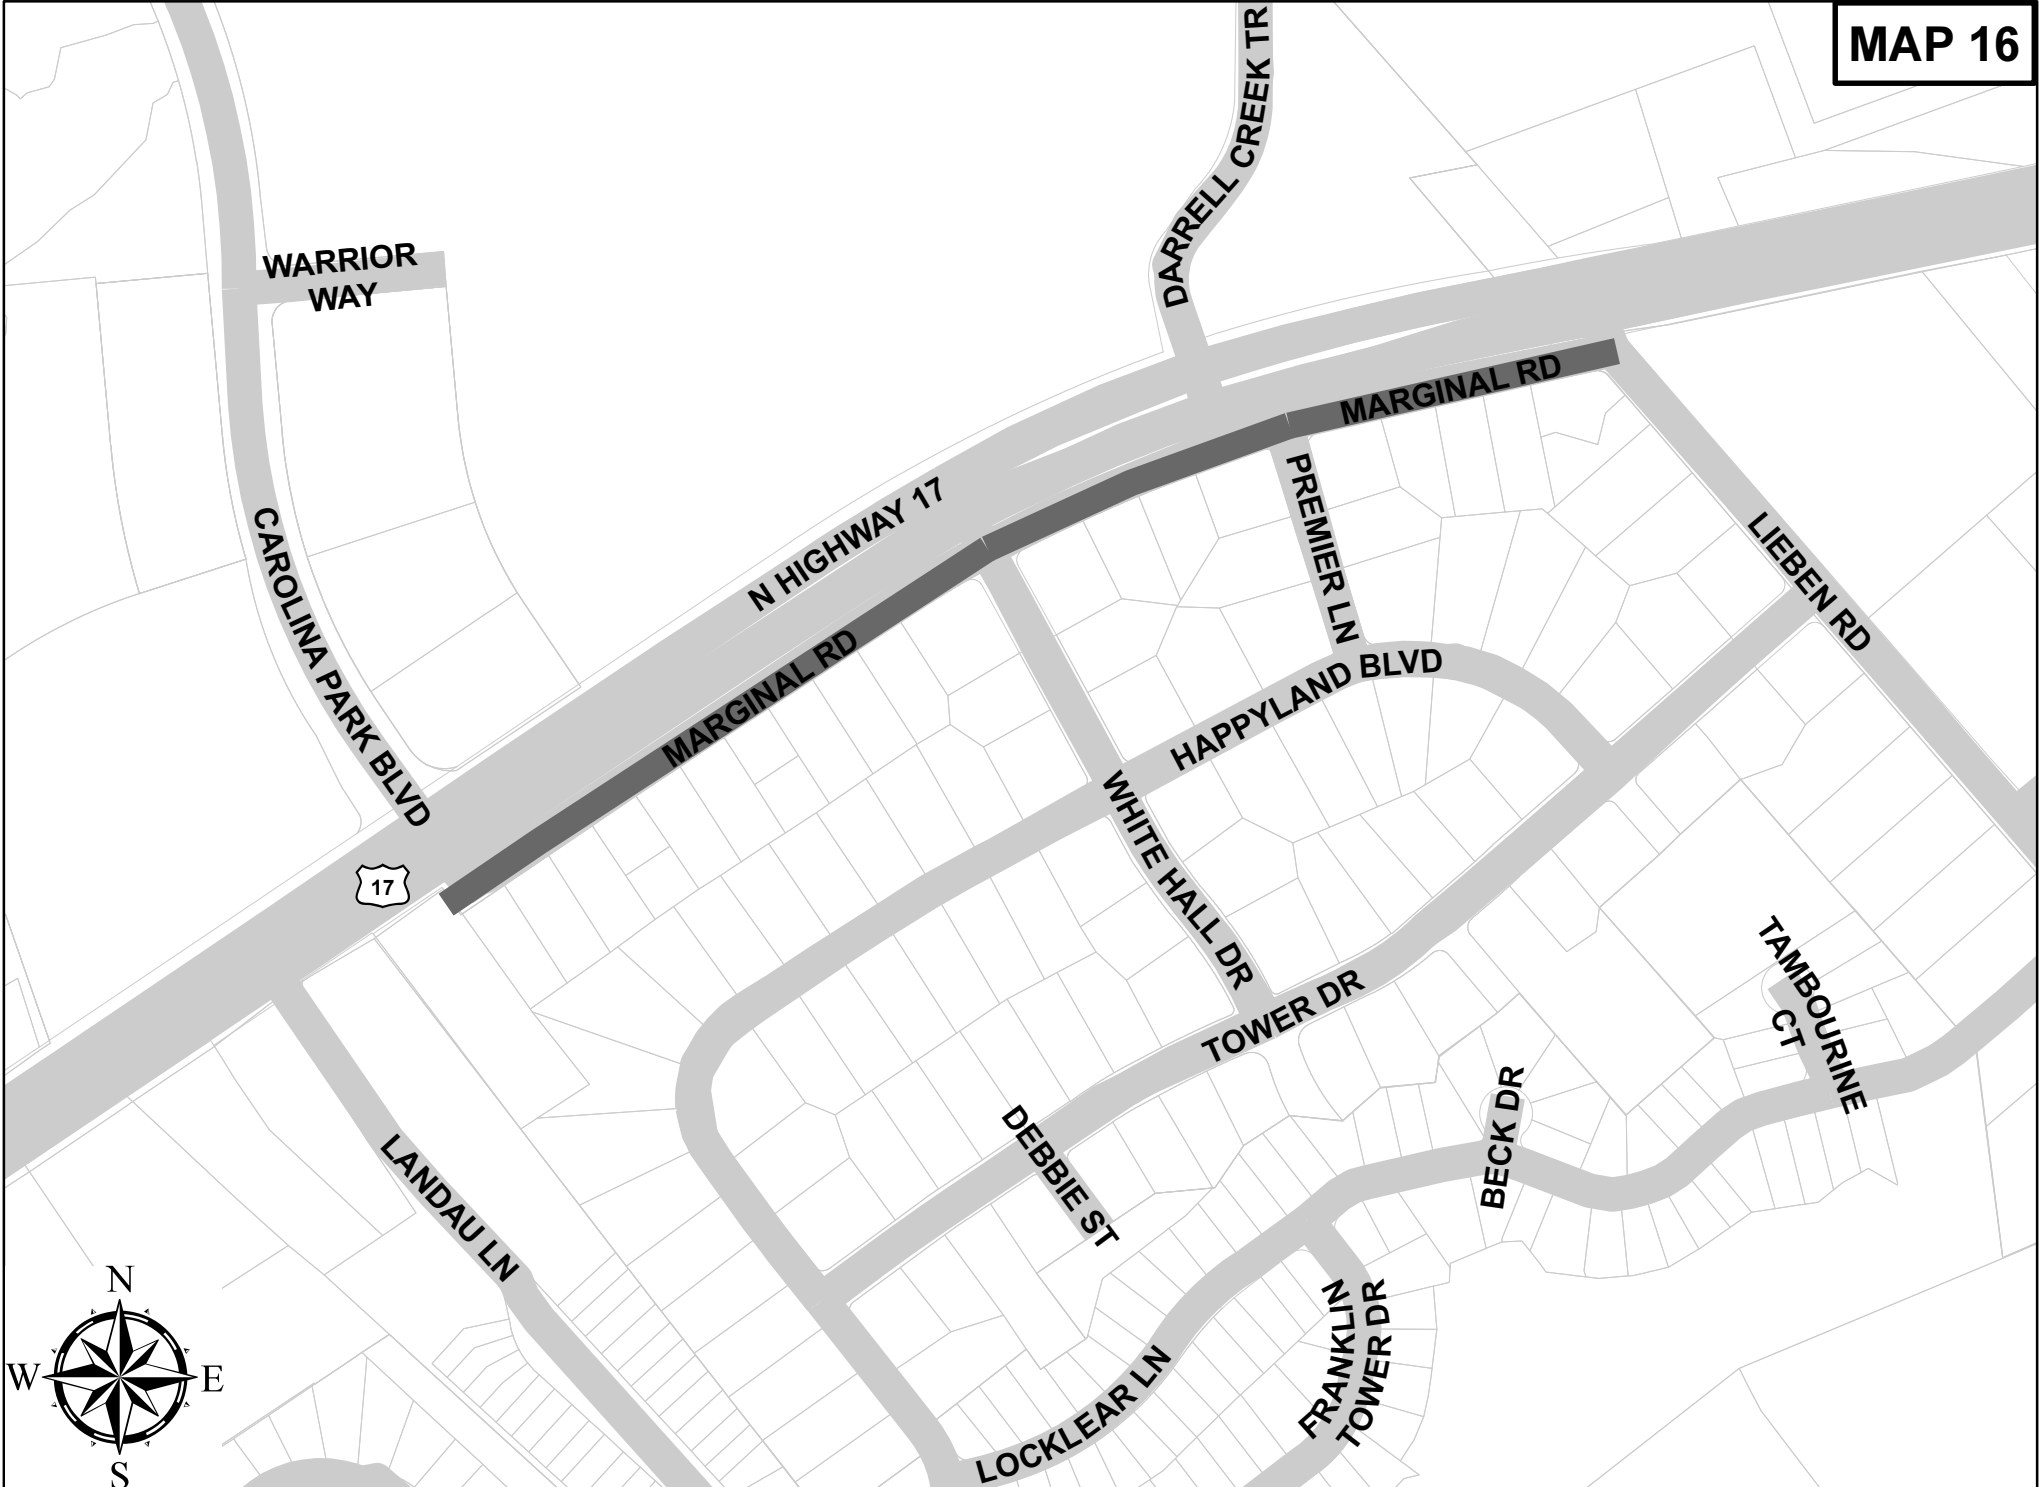 MAP 16
DARRELL CREEK TR
WARRIOR
WAY
MARGINAL RD
N HIGHWAY 17
PREMIER LN
LIEBEN RD
CAROLINA PARK BLVD
MARGINAL RD
HAPPYLAND BLVD
WHITE HALL DR
17
TAMBOURINE
CT
TOWER DR
BECK DR
DEBBIE ST
LANDAU LN
FRANKLIN
TOWER DR
LOCKLEAR LN
N
W
E
S